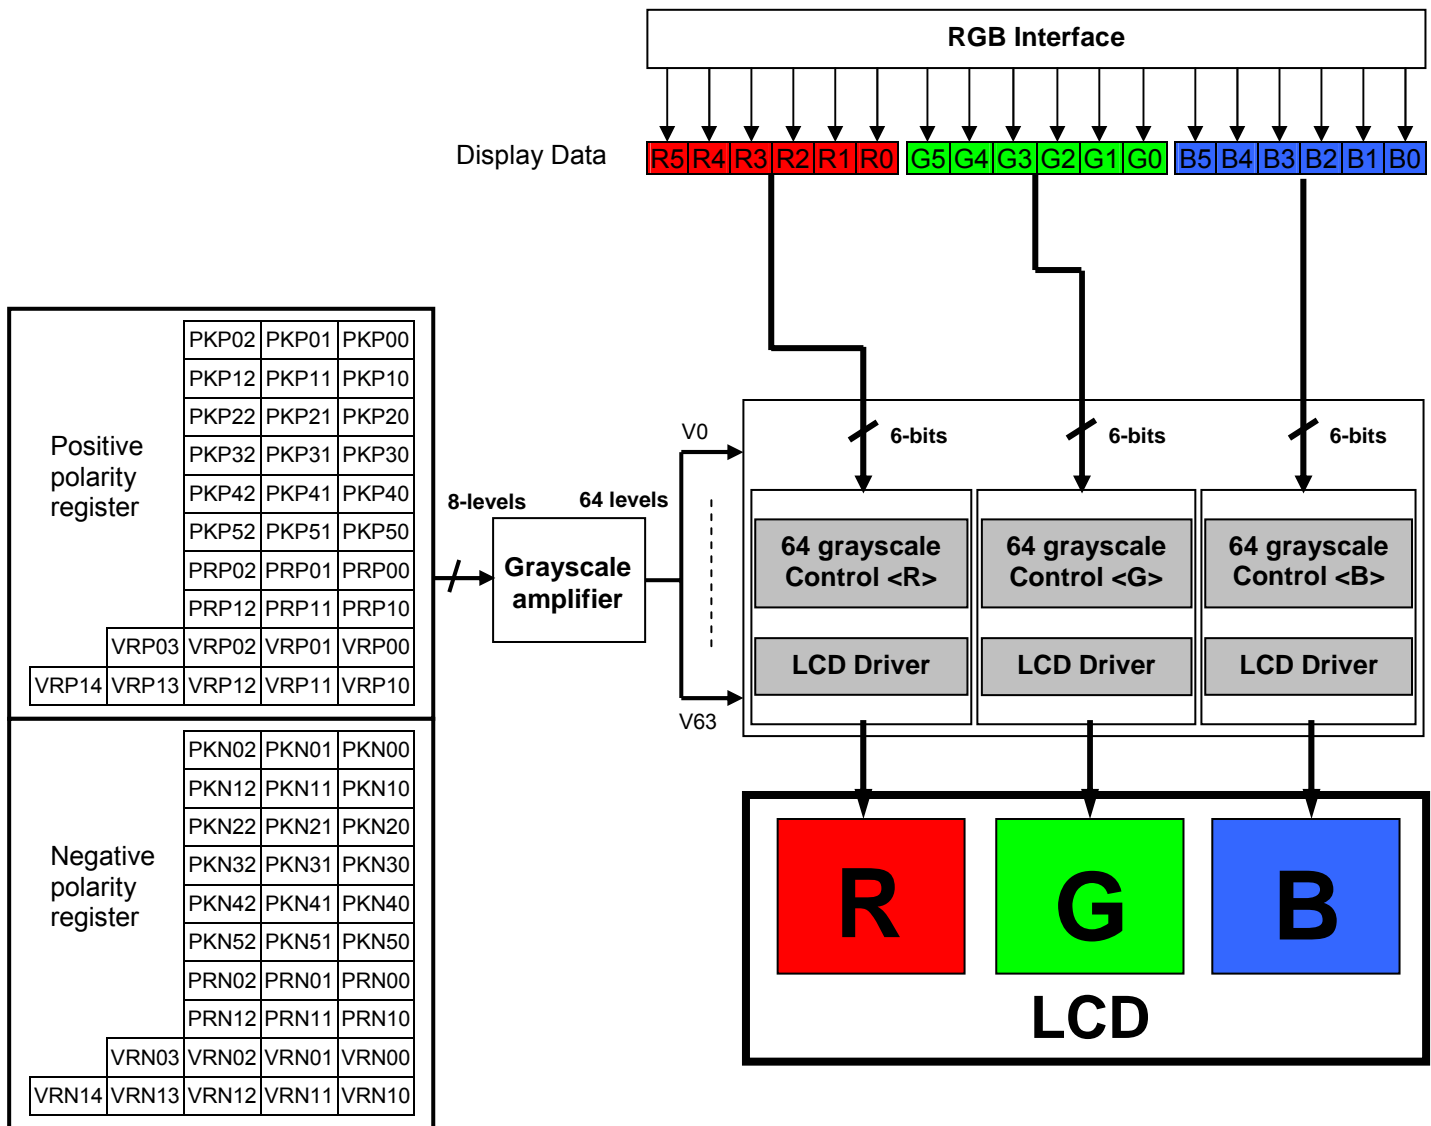 RGB Interface
Display Data
R5 R4 R3 R2 R1 R0 G5 G4 G3 G2 G1 G0 B5 B4 B3 B2 B1 B0
Positive
polarity
register
PKP02 PKP01 PKP00
PKP12 PKP11 PKP10
PKP22 PKP21 PKP20
PKP32 PKP31 PKP30
PKP42 PKP41 PKP40
PKP52 PKP51 PKP50
PRP02 PRP01 PRP00
PRP12 PRP11 PRP10
VRP03 VRP02 VRP01 VRP00
VRP14 VRP13 VRP12 VRP11 VRP10
Negative
polarity
register
PKN02 PKN01 PKN00
PKN12 PKN11 PKN10
PKN22 PKN21 PKN20
PKN32 PKN31 PKN30
PKN42 PKN41 PKN40
PKN52 PKN51 PKN50
PRN02 PRN01 PRN00
PRN12 PRN11 PRN10
VRN03 VRN02 VRN01 VRN00
VRN14 VRN13 VRN12 VRN11 VRN10
8-levels
Grayscale
amplifier
64 levels
V0
V63
6-bits 6-bits 6-bits
64 grayscale
Control <R>
LCD Driver
64 grayscale
Control <G>
LCD Driver
64 grayscale
Control <B>
LCD Driver
R G B
LCD